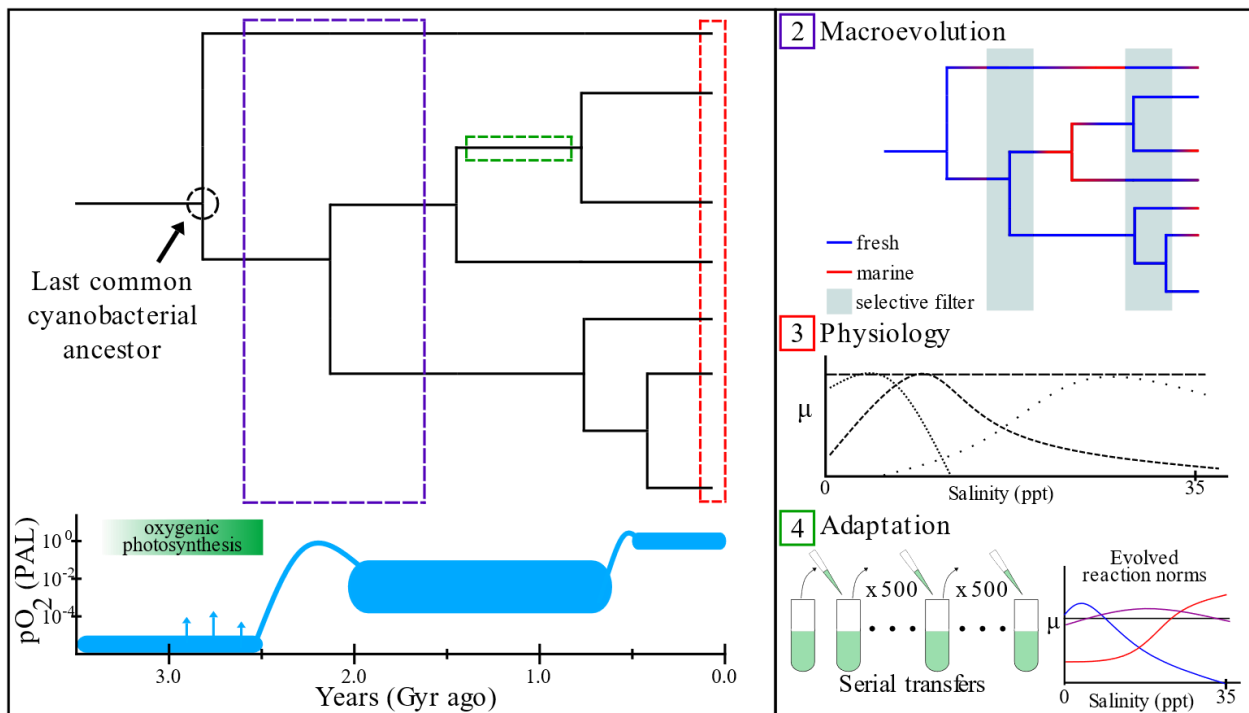 Last common
cyanobacterial
ancestor
oxygenic
photosynthesis
pO2 (PAL)
10^0
10^-2
10^-4
3.0
2.0
1.0
0.0
Years (Gyr ago)
2 Macroevolution
fresh
marine
selective filter
3 Physiology
μ
0
35
Salinity (ppt)
4 Adaptation
x 500
x 500
Serial transfers
Evolved
reaction norms
μ
0
35
Salinity (ppt)